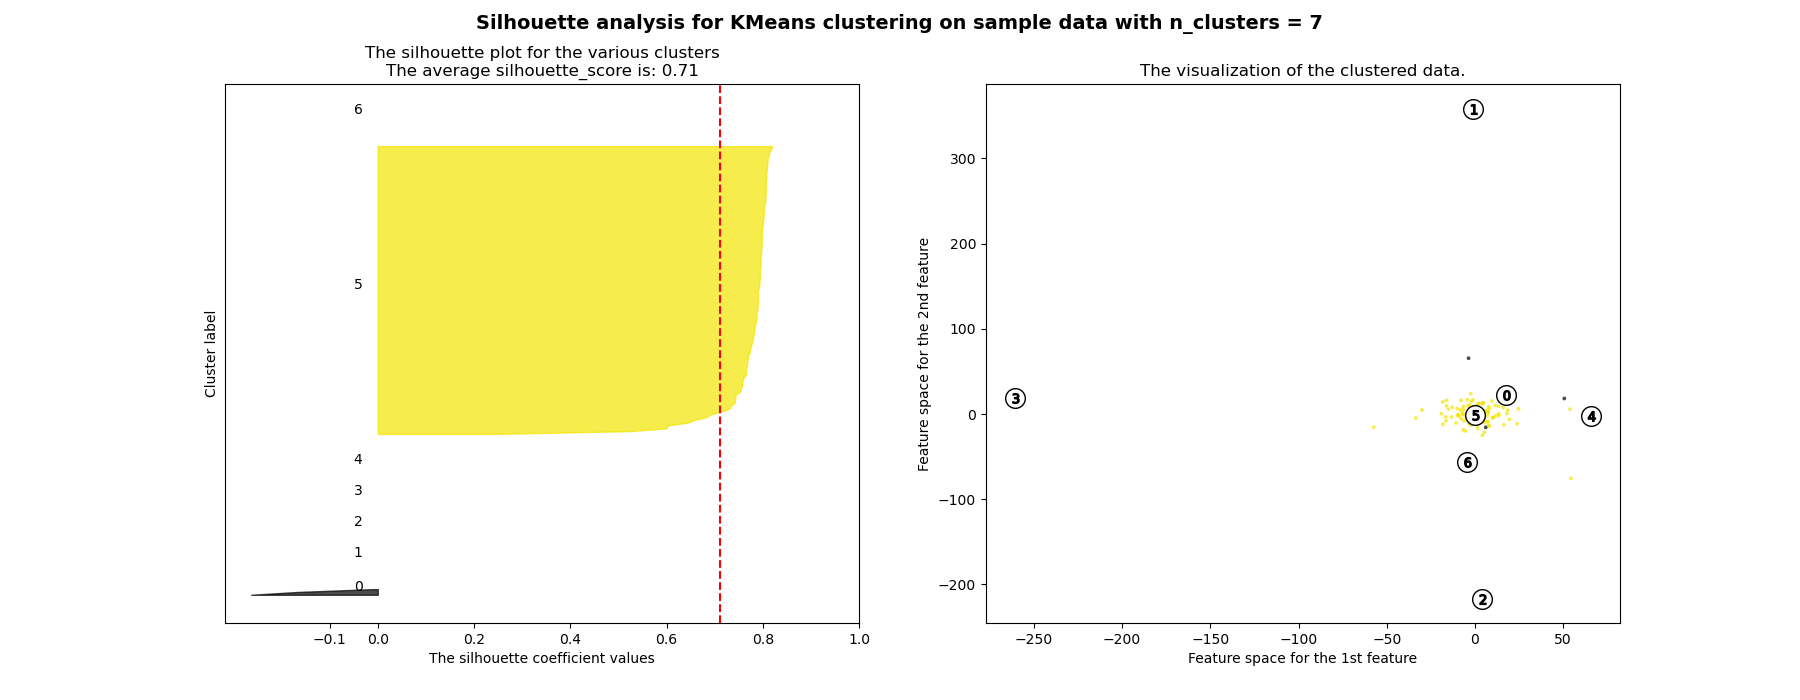 Silhouette analysis for KMeans clustering on sample data with n_clusters = 7
The silhouette plot for the various clusters
The average silhouette_score is: 0.71
6
5
4
3
2
1
0
Cluster label
−0.1 0.0 0.2 0.4 0.6 0.8 1.0
The silhouette coefficient values
The visualization of the clustered data.
300
200
100
0
−100
−200
Feature space for the 2nd feature
1
3
0
5
4
6
2
−250 −200 −150 −100 −50 0 50
Feature space for the 1st feature